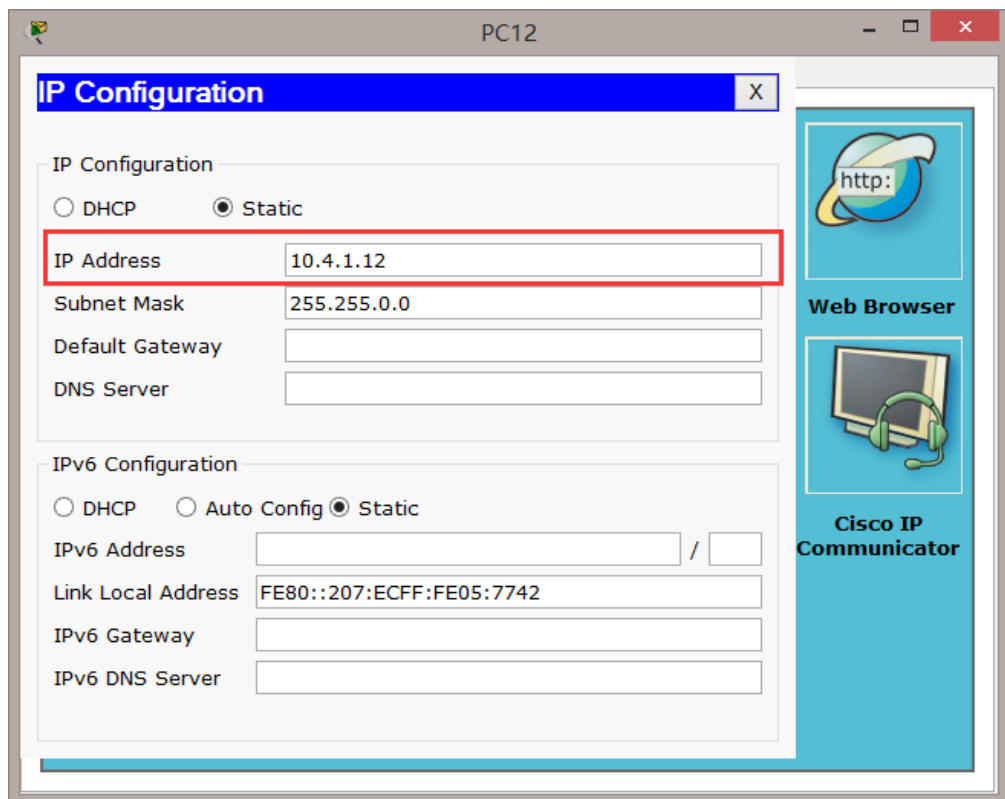 PC12
IP Configuration X
IP Configuration
DHCP Static
IP Address 10.4.1.12
Subnet Mask 255.255.0.0
Default Gateway
DNS Server
IPv6 Configuration
DHCP Auto Config Static
IPv6 Address /
Link Local Address FE80::207:ECFF:FE05:7742
IPv6 Gateway
IPv6 DNS Server
http:
Web Browser
Cisco IP
Communicator